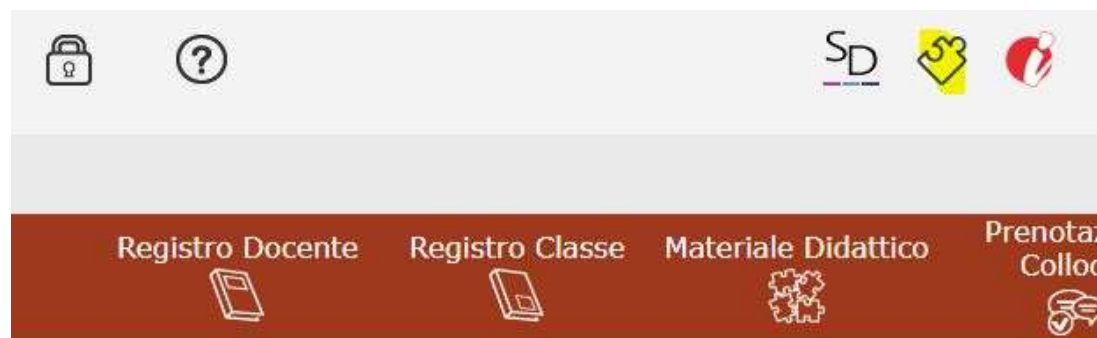 SD
Registro Docente
Registro Classe
Materiale Didattico